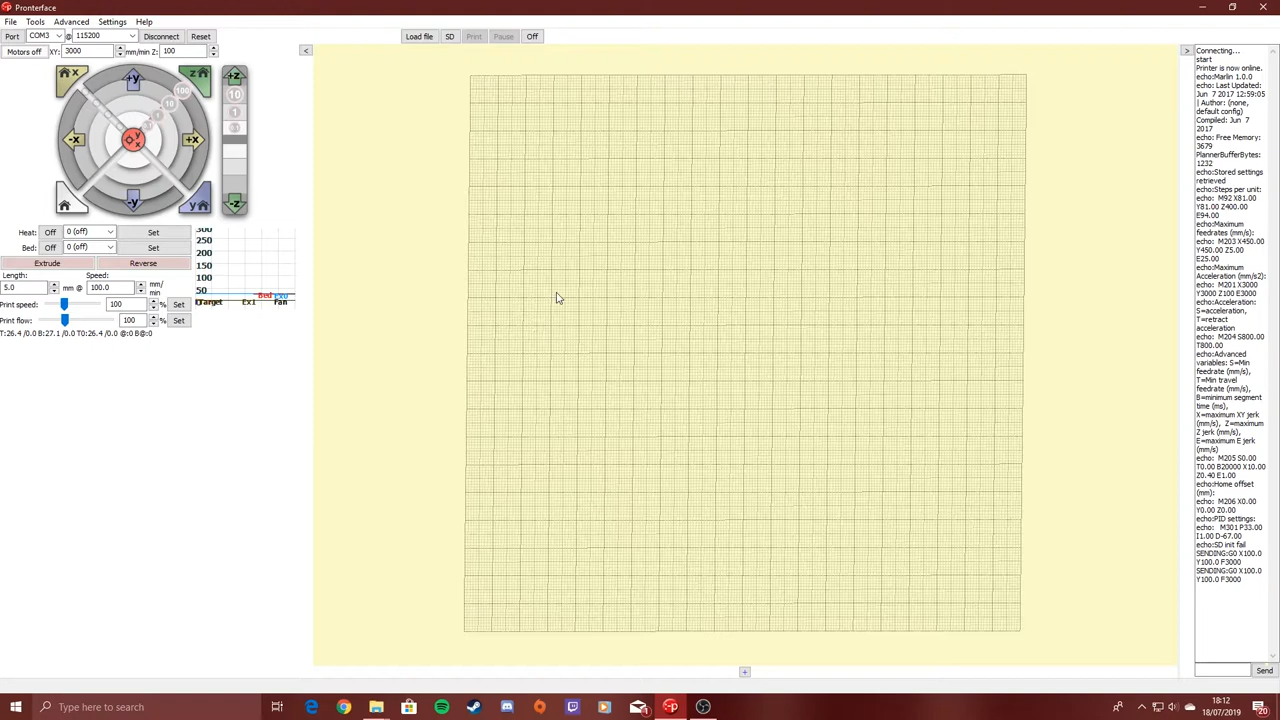 Pronterface
File Tools Advanced Settings Help
Port COM3 @ 115200 Disconnect Reset Load file SD Print Pause Off
Motors off XY: 3000 mm/min Z: 100
x z
+y +z
100
10 10
1 1
-x y x +x
-y y -z
Heat: Off 0 (off) Set
Bed: Off 0 (off) Set
Extrude Reverse
Length: Speed:
5.0 mm @ 100.0 mm/
min
Print speed: 100 % Set
Print flow: 100 % Set
T:26.4 /0.0 B:27.1 /0.0 T0:26.4 /0.0 @:0 B@:0
300
250
200
150
100
50
Bed Ex0
Target Ex1 Fan
< >
+
Connecting...
start
Printer is now online.
echo:Marlin 1.0.0
echo: Last Updated:
Jun 7 2017 12:59:05
| Author: (none,
default config)
Compiled: Jun 7
2017
echo: Free Memory:
3679
PlannerBufferBytes:
1232
echo:Stored settings
retrieved
echo:Steps per unit:
echo: M92 X81.00
Y81.00 Z400.00
E94.00
echo:Maximum
feedrates (mm/s):
echo: M203 X450.00
Y450.00 Z5.00
E25.00
echo:Maximum
Acceleration (mm/s2):
echo: M201 X3000
Y3000 Z100 E3000
echo:Acceleration:
S=acceleration,
T=retract
acceleration
echo: M204 S800.00
T800.00
echo:Advanced
variables: S=Min
feedrate (mm/s),
T=Min travel
feedrate (mm/s),
B=minimum segment
time (ms),
X=maximum XY jerk
(mm/s), Z=maximum
Z jerk (mm/s),
E=maximum E jerk
(mm/s)
echo: M205 S0.00
T0.00 B20000 X10.00
Z0.40 E1.00
echo:Home offset
(mm):
echo: M206 X0.00
Y0.00 Z0.00
echo:PID settings:
echo: M301 P33.00
I1.00 D-67.00
echo:SD init fail
SENDING:G0 X100.0
Y100.0 F3000
SENDING:G0 X100.0
Y100.0 F3000
Send
Type here to search
18:12
18/07/2019
20